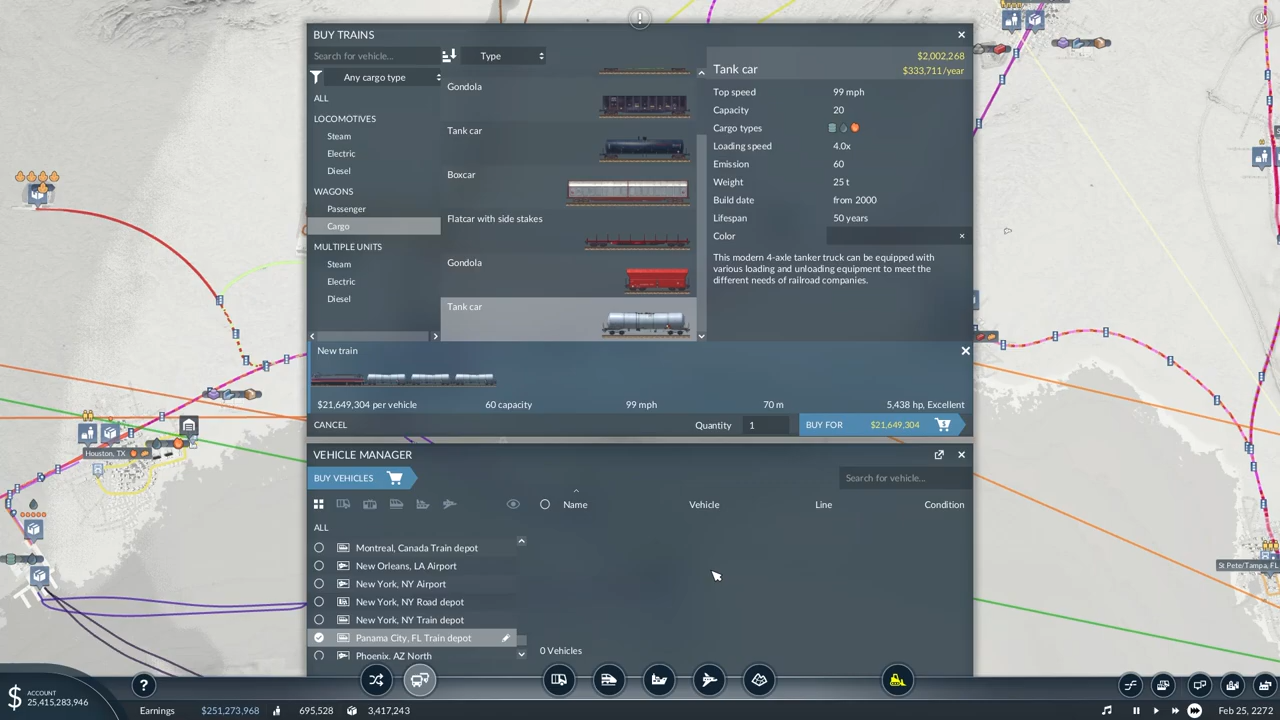 BUY TRAINS
Search for vehicle...
Type
Any cargo type
ALL
LOCOMOTIVES
Steam
Electric
Diesel
WAGONS
Passenger
Cargo
MULTIPLE UNITS
Steam
Electric
Diesel
Gondola
Tank car
Boxcar
Flatcar with side stakes
Gondola
Tank car
$2,002,268
Tank car
$333,711/year
Top speed 99 mph
Capacity 20
Cargo types
Loading speed 4.0x
Emission 60
Weight 25 t
Build date from 2000
Lifespan 50 years
Color
This modern 4-axle tanker truck can be equipped with
various loading and unloading equipment to meet the
different needs of railroad companies.
New train
$21,649,304 per vehicle 60 capacity 99 mph 70 m 5,438 hp, Excellent
CANCEL Quantity 1 BUY FOR $21,649,304
VEHICLE MANAGER
BUY VEHICLES
Search for vehicle...
Name Vehicle Line Condition
ALL
Montreal, Canada Train depot
New Orleans, LA Airport
New York, NY Airport
New York, NY Road depot
New York, NY Train depot
Panama City, FL Train depot
Phoenix, AZ North
0 Vehicles
Houston, TX
St Pete/Tampa, FL
$ ACCOUNT
25,415,283,946
?
Earnings $251,273,968 695,528 3,417,243
Feb 25, 2272